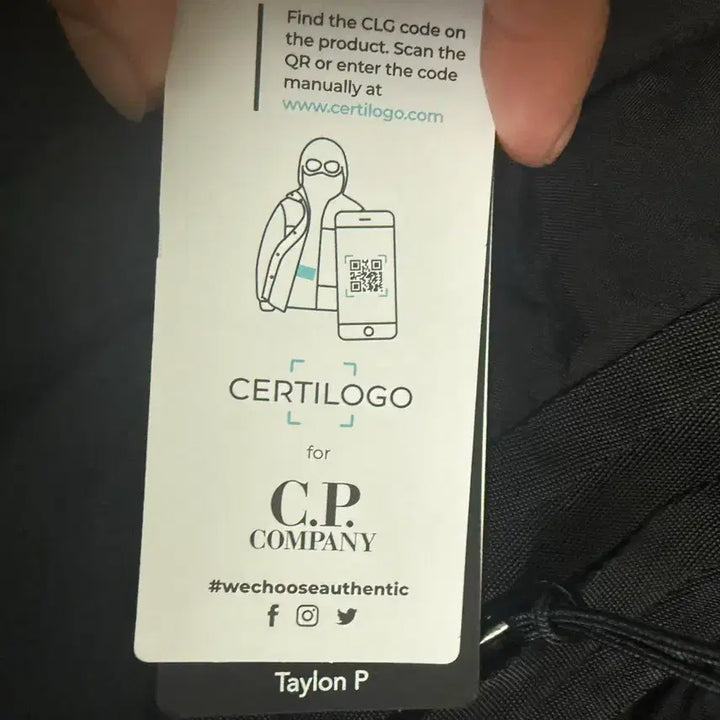 Find the CLG code on
the product. Scan the
QR or enter the code
manually at
www.certilogo.com
CERTILOGO
for
C.P.
COMPANY
#wechooseauthentic
Taylon P